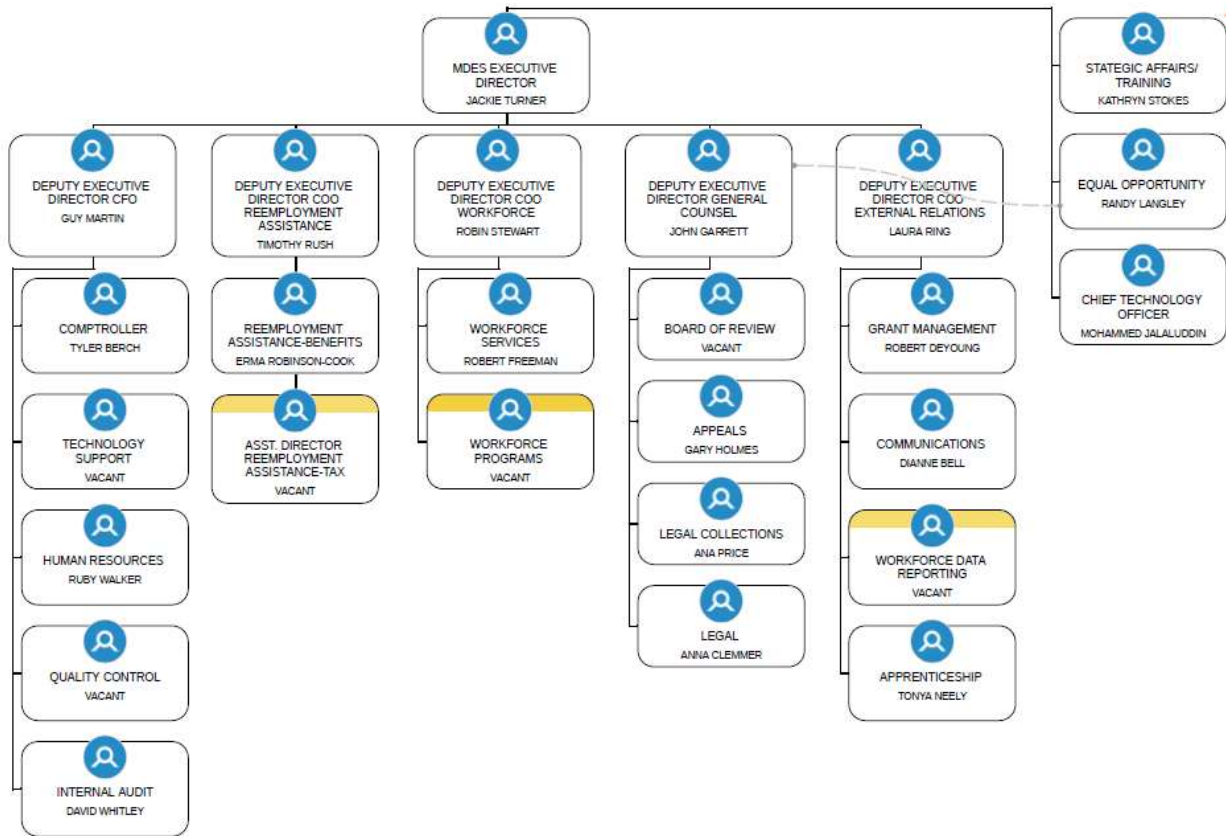 MDES EXECUTIVE
DIRECTOR
JACKIE TURNER
STATEGIC AFFAIRS/
TRAINING
KATHRYN STOKES
EQUAL OPPORTUNITY
RANDY LANGLEY
CHIEF TECHNOLOGY
OFFICER
MOHAMMED JALALUDDIN
DEPUTY EXECUTIVE
DIRECTOR CFO
GUY MARTIN
COMPTROLLER
TYLER BERCH
TECHNOLOGY
SUPPORT
VACANT
HUMAN RESOURCES
RUBY WALKER
QUALITY CONTROL
VACANT
INTERNAL AUDIT
DAVID WHITLEY
DEPUTY EXECUTIVE
DIRECTOR COO
REEMPLOYMENT
ASSISTANCE
TIMOTHY RUSH
REEMPLOYMENT
ASSISTANCE-BENEFITS
ERMA ROBINSON-COOK
ASST. DIRECTOR
REEMPLOYMENT
ASSISTANCE-TAX
VACANT
DEPUTY EXECUTIVE
DIRECTOR COO
WORKFORCE
ROBIN STEWART
WORKFORCE
SERVICES
ROBERT FREEMAN
WORKFORCE
PROGRAMS
VACANT
DEPUTY EXECUTIVE
DIRECTOR GENERAL
COUNSEL
JOHN GARRETT
BOARD OF REVIEW
VACANT
APPEALS
GARY HOLMES
LEGAL COLLECTIONS
ANA PRICE
LEGAL
ANNA CLEMMER
DEPUTY EXECUTIVE
DIRECTOR COO
EXTERNAL RELATIONS
LAURA RING
GRANT MANAGEMENT
ROBERT DEYOUNG
COMMUNICATIONS
DIANNE BELL
WORKFORCE DATA
REPORTING
VACANT
APPRENTICESHIP
TONYA NEELY